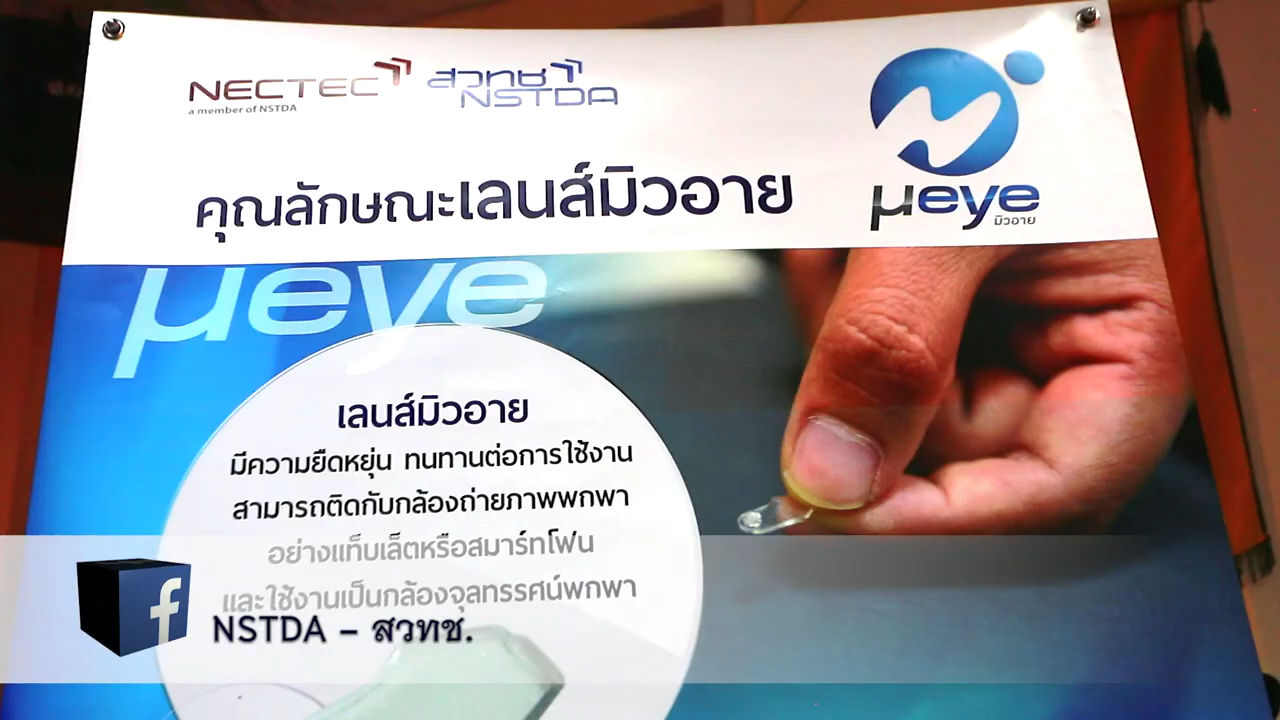 NECTEC
a member of NSTDA
สวทช
NSTDA
µeye
มิวอาย
คุณลักษณะเลนส์มิวอาย
µeye
เลนส์มิวอาย
มีความยืดหยุ่น ทนทานต่อการใช้งาน
สามารถติดกับกล้องถ่ายภาพพกพา
อย่างแท็บเล็ตหรือสมาร์ทโฟน
และใช้งานเป็นกล้องจุลทรรศน์พกพา
f
NSTDA – สวทช.